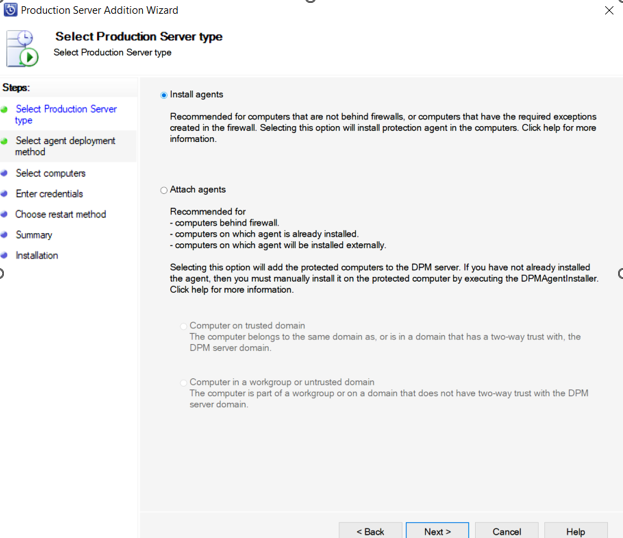 Production Server Addition Wizard
Select Production Server type
Select Production Server type
Steps:
Select Production Server
type
Select agent deployment
method
Select computers
Enter credentials
Choose restart method
Summary
Installation
Install agents
Recommended for computers that are not behind firewalls, or computers that have the required exceptions
created in the firewall. Selecting this option will install protection agent in the computers. Click help for more
information.
Attach agents
Recommended for
- computers behind firewall.
- computers on which agent is already installed.
- computers on which agent will be installed externally.
Selecting this option will add the protected computers to the DPM server. If you have not already installed
the agent, then you must manually install it on the protected computer by executing the DPMAgentInstaller.
Click help for more information.
Computer on trusted domain
The computer belongs to the same domain as, or is in a domain that has a two-way trust with, the
DPM server domain.
Computer in a workgroup or untrusted domain
The computer is part of a workgroup or on a domain that does not have two-way trust with the DPM
server domain.
< Back Next > Cancel Help